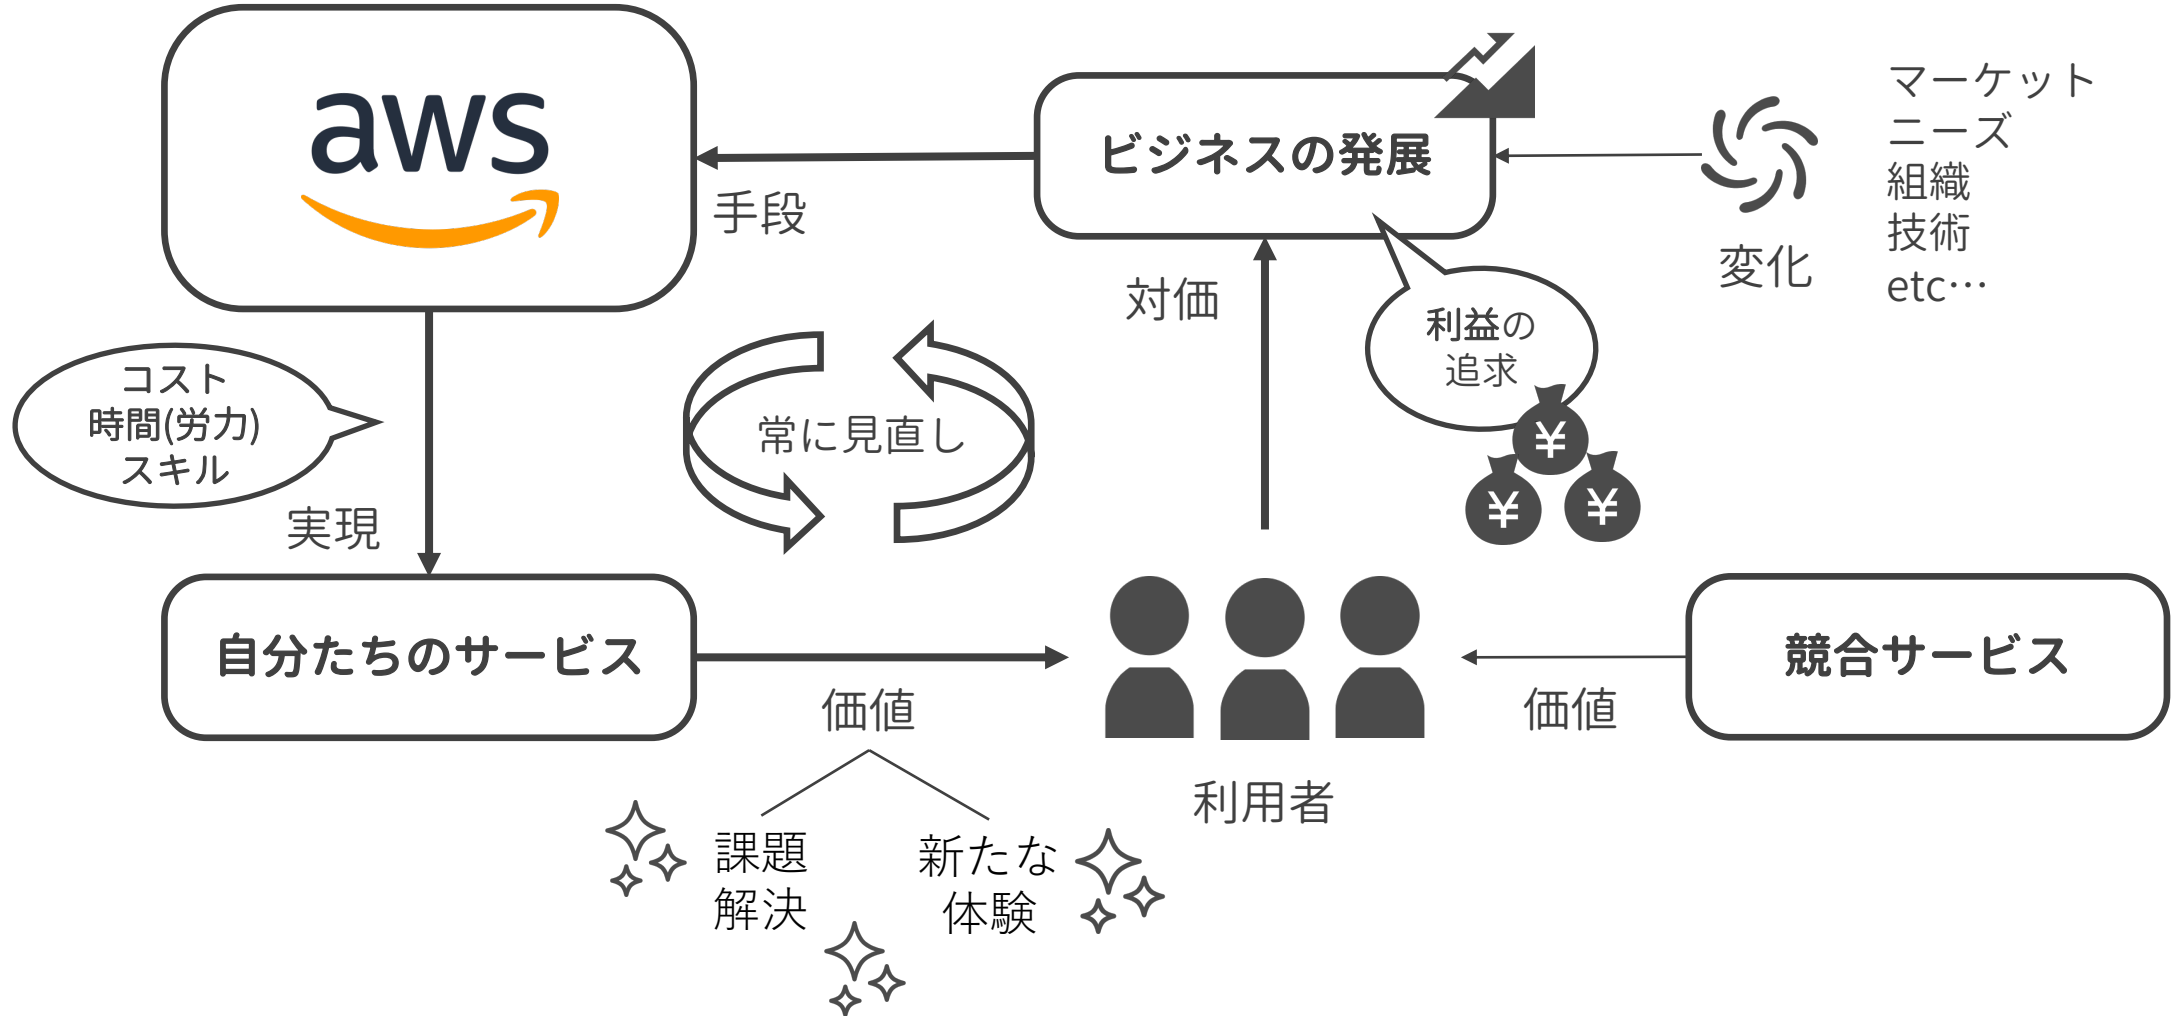 aws
手段
ビジネスの発展
変化
マーケット
ニーズ
組織
技術
etc…
対価
利益の
追求
¥
¥
¥
コスト
時間(労力)
スキル
常に見直し
実現
自分たちのサービス
価値
利用者
価値
競合サービス
課題
解決
新たな
体験